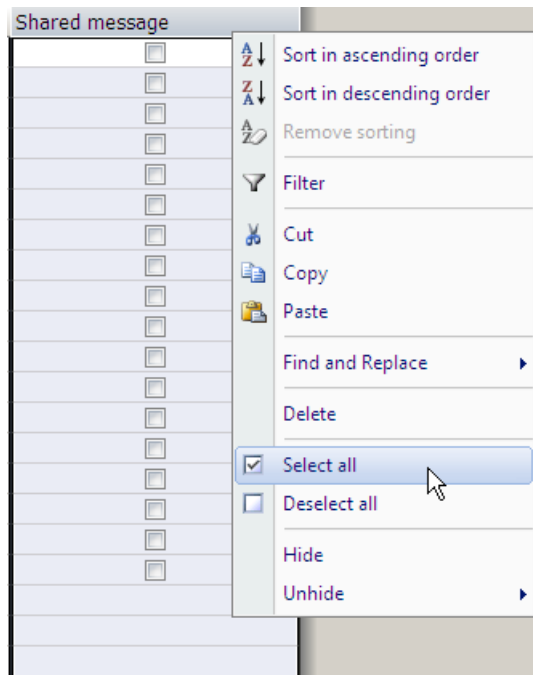 Shared message
Sort in ascending order
Sort in descending order
Remove sorting
Filter
Cut
Copy
Paste
Find and Replace
Delete
Select all
Deselect all
Hide
Unhide